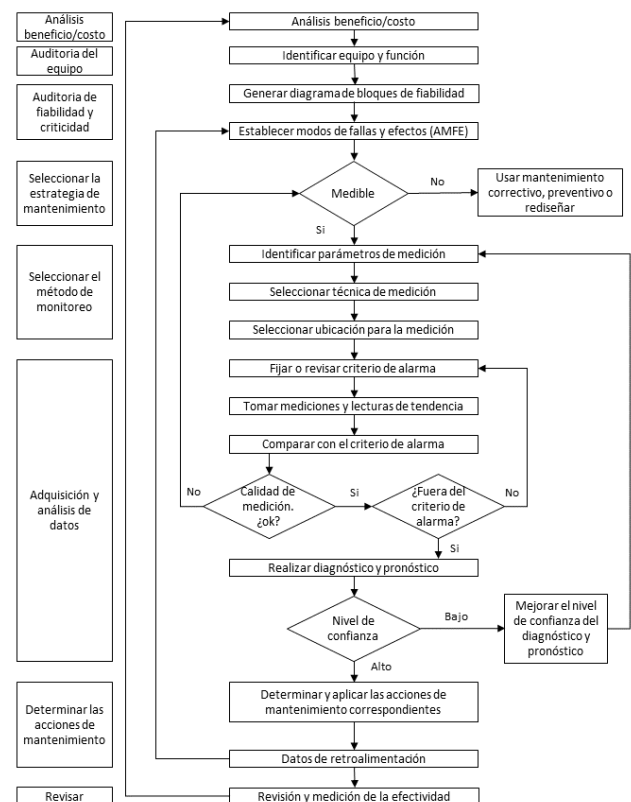 Análisis
beneficio/costo
Análisis beneficio/costo
Auditoria del
equipo
Identificar equipo y función
Auditoria de
fiabilidad y
criticidad
Generar diagrama de bloques de fiabilidad
Establecer modos de fallas y efectos (AMFE)
Seleccionar la
estrategia de
mantenimiento
Medible
No
Usar mantenimiento
correctivo, preventivo o
rediseñar
Si
Seleccionar el
método de
monitoreo
Identificar parámetros de medición
Seleccionar técnica de medición
Seleccionar ubicación para la medición
Adquisición y
análisis de
datos
Fijar o revisar criterio de alarma
Tomar mediciones y lecturas de tendencia
Comparar con el criterio de alarma
No
Calidad de
medición.
¿ok?
Si
¿Fuera del
criterio de
alarma?
No
Si
Realizar diagnóstico y pronóstico
Nivel de
confianza
Bajo
Mejorar el nivel
de confianza del
diagnóstico y
pronóstico
Alto
Determinar las
acciones de
mantenimiento
Determinar y aplicar las acciones de
mantenimiento correspondientes
Datos de retroalimentación
Revisar
Revisión y medición de la efectividad